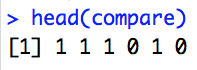 > head(compare)
[1] 1 1 1 0 1 0